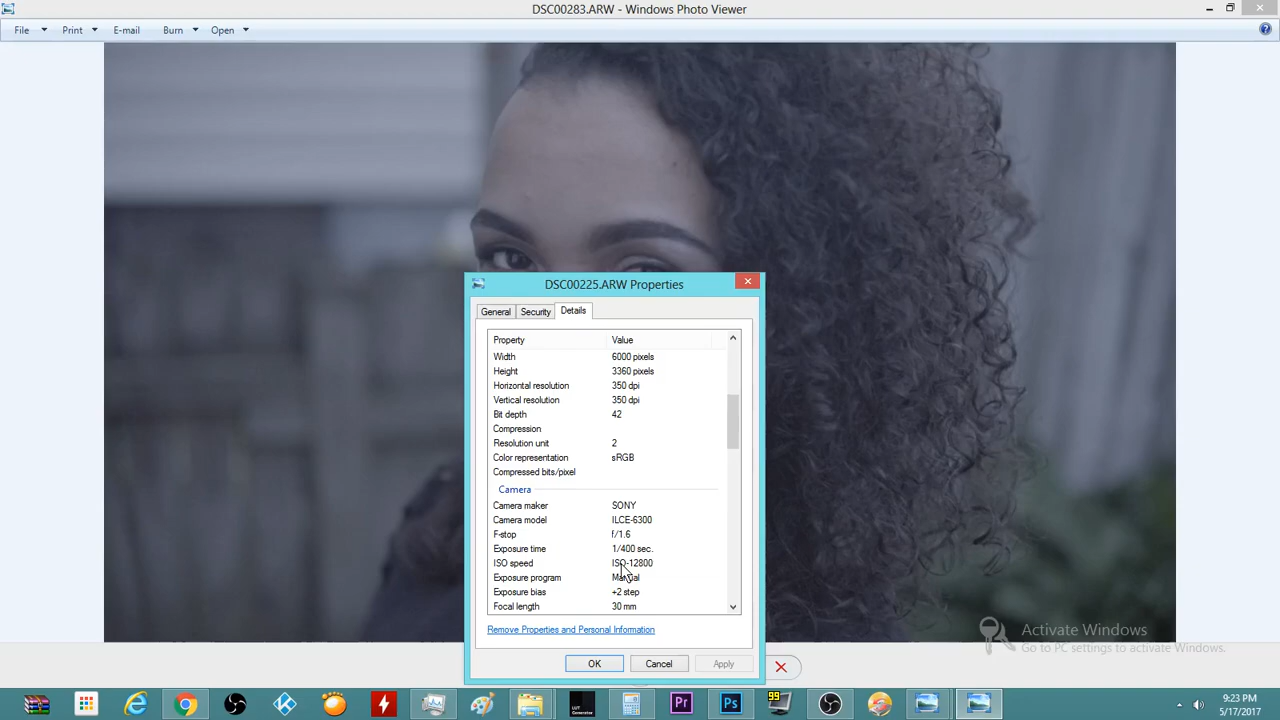 DSC00283.ARW - Windows Photo Viewer
File Print E-mail Burn Open
DSC00225.ARW Properties
General Security Details
Property Value
Width 6000 pixels
Height 3360 pixels
Horizontal resolution 350 dpi
Vertical resolution 350 dpi
Bit depth 42
Compression
Resolution unit 2
Color representation sRGB
Compressed bits/pixel
Camera
Camera maker SONY
Camera model ILCE-6300
F-stop f/1.6
Exposure time 1/400 sec.
ISO speed ISO-12800
Exposure program Manual
Exposure bias +2 step
Focal length 30 mm
Remove Properties and Personal Information
OK Cancel Apply
Activate Windows
Go to PC settings to activate Windows.
LUT
Generator
Pr Ps 99
9:23 PM
5/17/2017